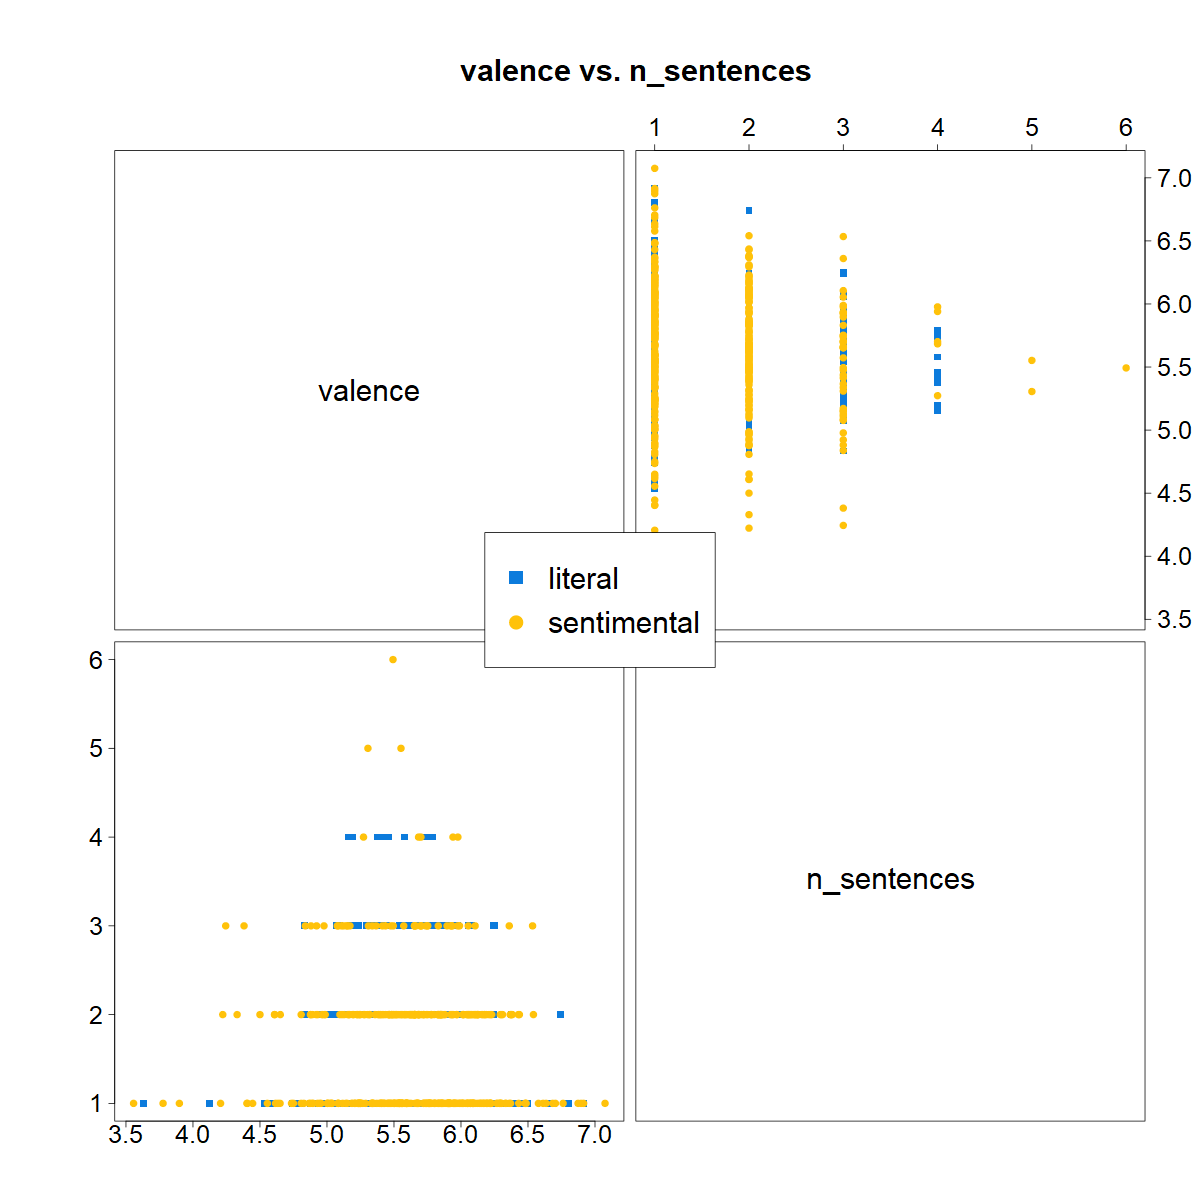 valence vs. n_sentences
1 2 3 4 5 6
7.0
6.5
6.0
valence
5.5
5.0
4.5
4.0
literal
3.5
sentimental
6
5
4
n_sentences
3
2
1
3.5 4.0 4.5 5.0 5.5 6.0 6.5 7.0